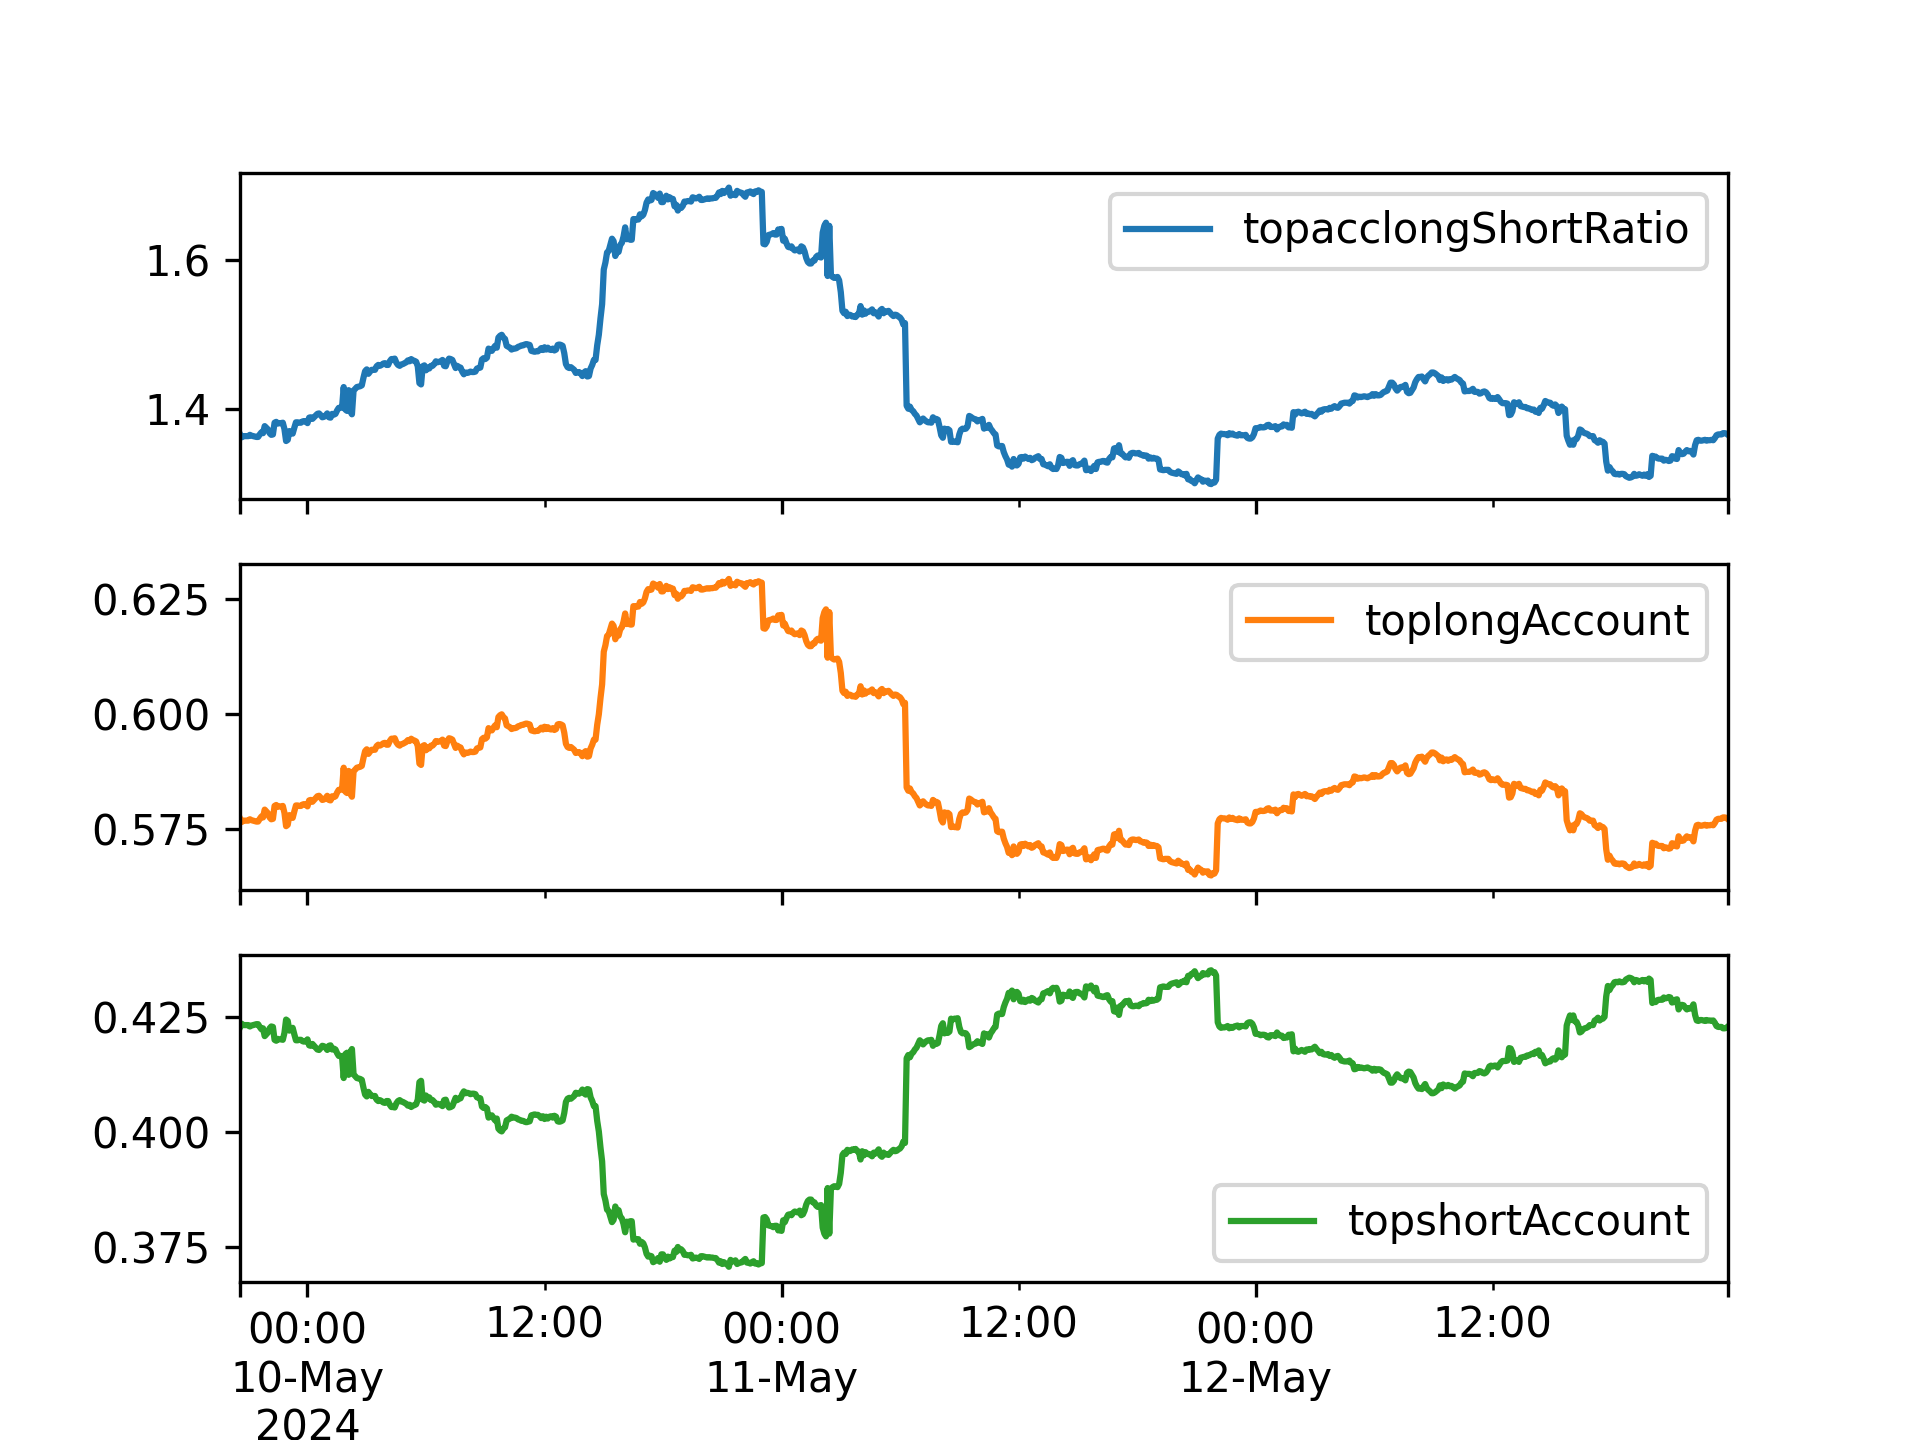 topacclongShortRatio
1.6
1.4
toplongAccount
0.625
0.600
0.575
topshortAccount
0.425
0.400
0.375
00:00 12:00 00:00 12:00 00:00 12:00
10-May 11-May 12-May
2024